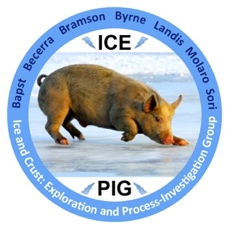 Bapst Becerra Bramson Byrne Landis Molaro Sori
ICE
PIG
Ice and Crust: Exploration and Process-Investigation Group